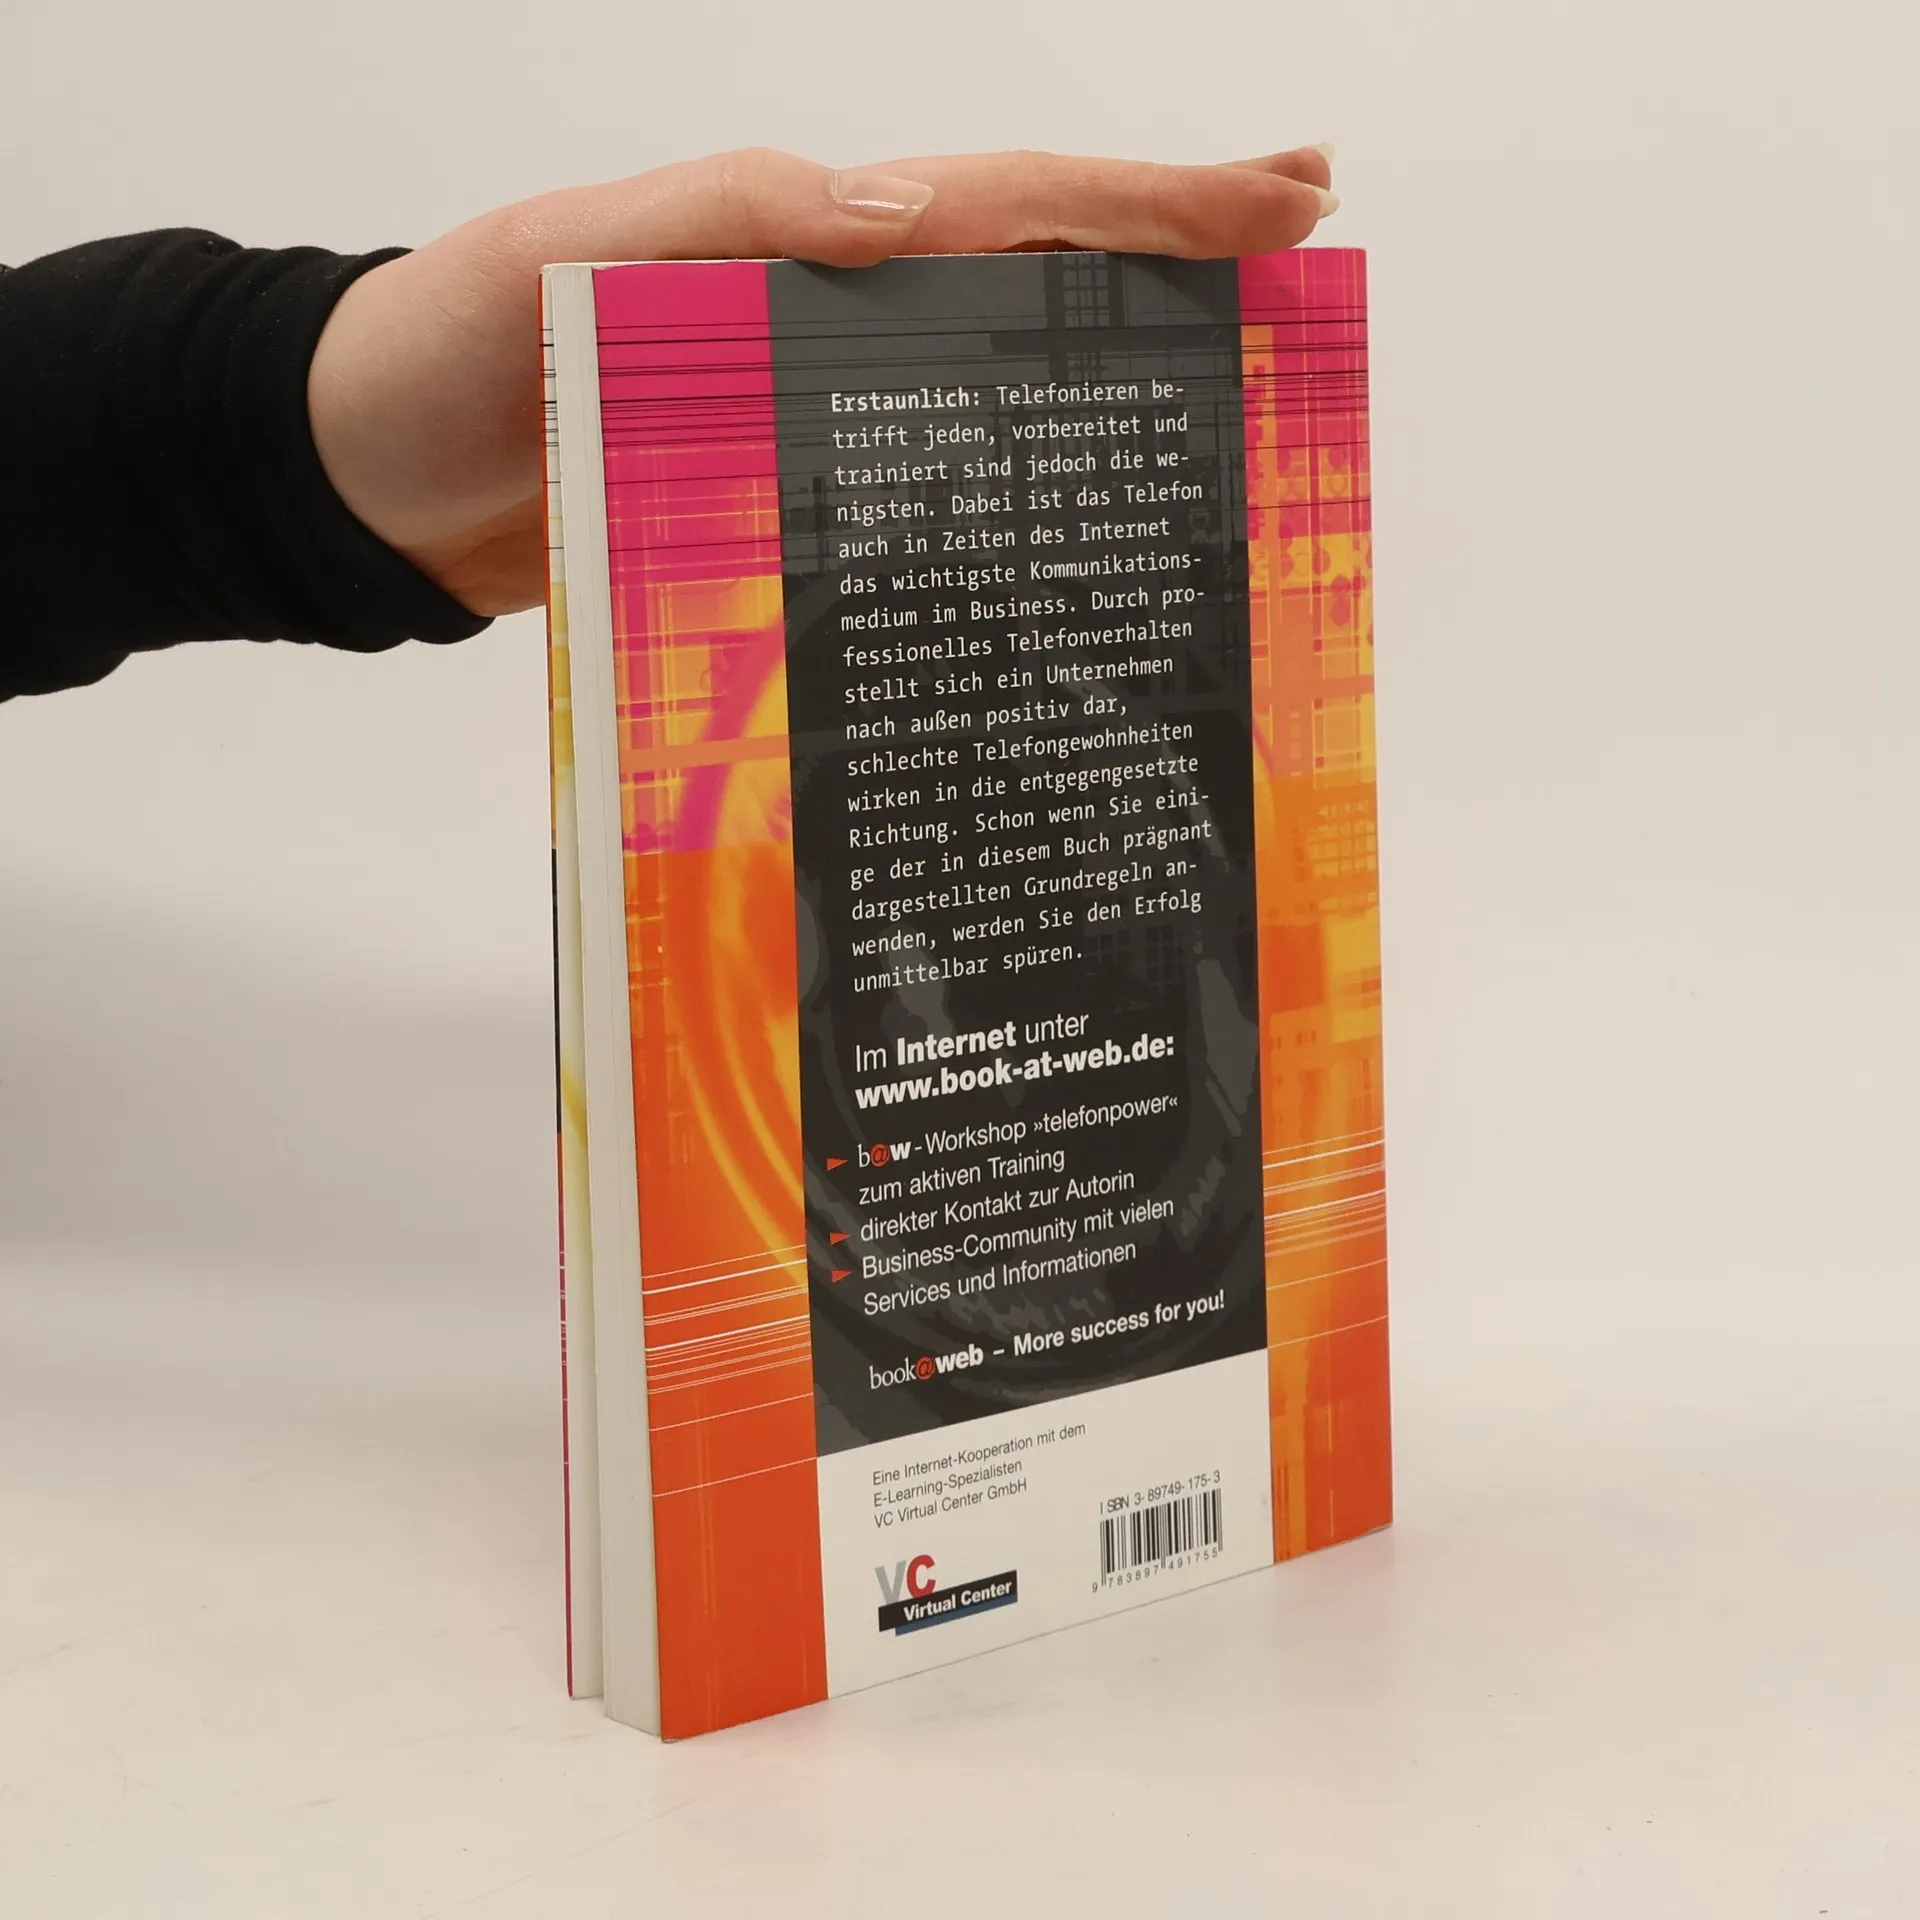 Erstaunlich: Telefonieren be-
trifft jeden, vorbereitet und
trainiert sind jedoch die we-
nigsten. Dabei ist das Telefon
auch in Zeiten des Internet
das wichtigste Kommunikations-
medium im Business. Durch pro-
fessionelles Telefonverhalten
stellt sich ein Unternehmen
nach außen positiv dar,
schlechte Telefongewohnheiten
wirken in die entgegengesetzte
Richtung. Schon wenn Sie eini-
ge der in diesem Buch prägnant
dargestellten Grundregeln an-
wenden, werden Sie den Erfolg
unmittelbar spüren.
Im Internet unter
www.book-at-web.de:
b@w-Workshop »telefonpower«
zum aktiven Training
direkter Kontakt zur Autorin
Business-Community mit vielen
Services und Informationen
book@web – More success for you!
Eine Internet-Kooperation mit dem
E-Learning-Spezialisten
VC Virtual Center GmbH
VC
Virtual Center
ISBN 3-89749-175-3
9 783897 491755